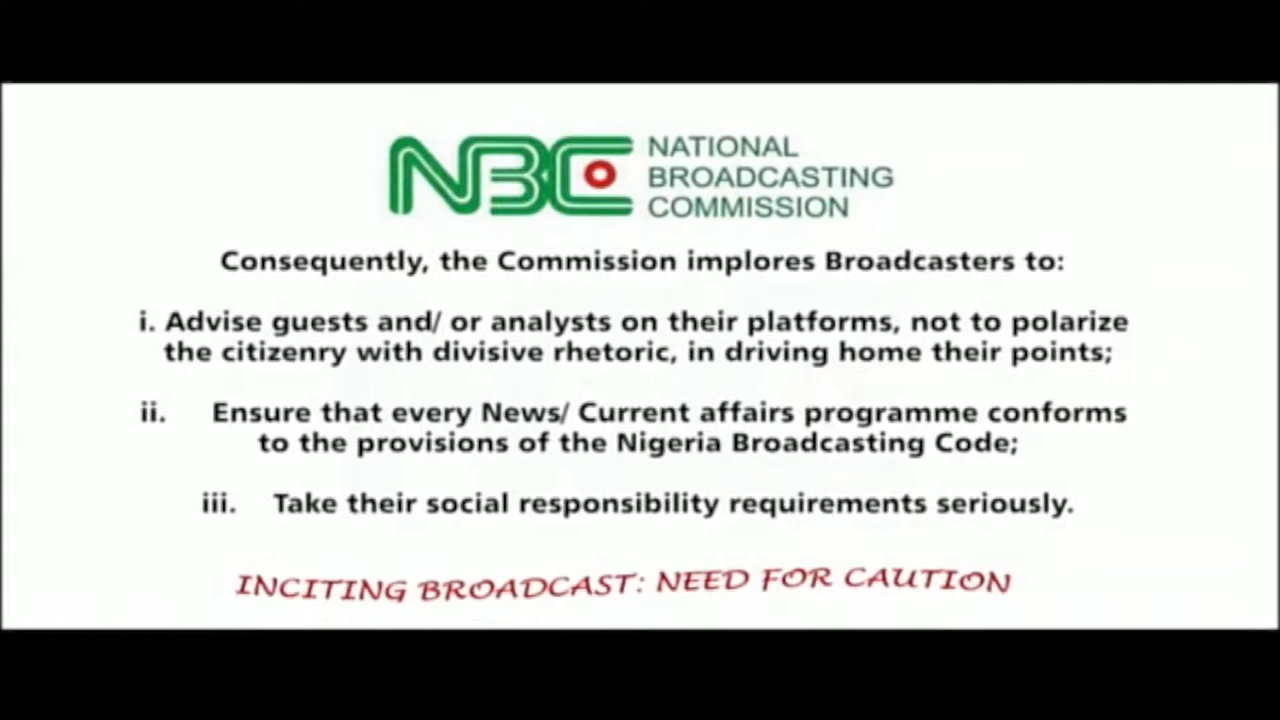 NBC
NATIONAL
BROADCASTING
COMMISSION
Consequently, the Commission implores Broadcasters to:
i. Advise guests and/ or analysts on their platforms, not to polarize
the citizenry with divisive rhetoric, in driving home their points;
ii. Ensure that every News/ Current affairs programme conforms
to the provisions of the Nigeria Broadcasting Code;
iii. Take their social responsibility requirements seriously.
INCITING BROADCAST: NEED FOR CAUTION